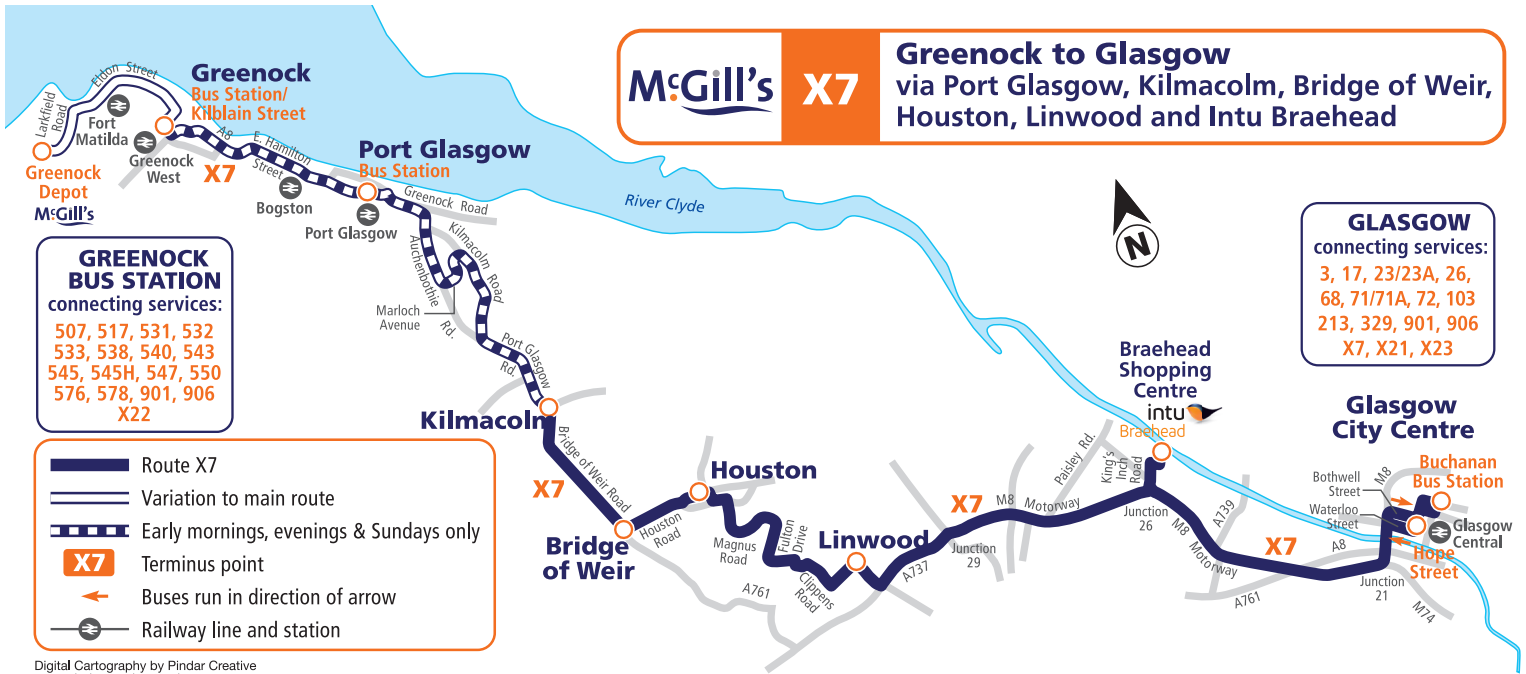 McGill's
X7
Greenock to Glasgow
via Port Glasgow, Kilmacolm, Bridge of Weir,
Houston, Linwood and Intu Braehead
Eldon Street
Larkfield
Road
Fort
Matilda
Greenock
Bus Station/
Kilblain Street
Greenock
Depot
McGill's
Greenock
West
A8
X7
E. Hamilton
Street
Bogston
Port Glasgow
Bus Station
Port Glasgow
Greenock Road
River Clyde
N
Kilmacolm Road
Auchenbothie
Rd.
Marloch
Avenue
Port Glasgow
Rd.
GREENOCK
BUS STATION
connecting services:
507, 517, 531, 532
533, 538, 540, 543
545, 545H, 547, 550
576, 578, 901, 906
X22
GLASGOW
connecting services:
3, 17, 23/23A, 26,
68, 71/71A, 72, 103
213, 329, 901, 906
X7, X21, X23
Kilmacolm
Bridge of Weir Road
X7
Bridge
of Weir
Houston
Road
Houston
Magnus
Road
Fulton
Drive
Clippens
Road
A761
Linwood
A737
X7
Junction
29
M8
Motorway
Paisley Rd.
King's
Inch
Road
Braehead
Shopping
Centre
intu
Braehead
Junction
26
M8
Motorway
A739
X7
A761
A8
Junction
21
M74
Glasgow
City Centre
M8
Bothwell
Street
Waterloo
Street
Buchanan
Bus Station
Glasgow
Central
Hope
Street
Route X7
Variation to main route
Early mornings, evenings & Sundays only
X7
Terminus point
Buses run in direction of arrow
Railway line and station
Digital Cartography by Pindar Creative